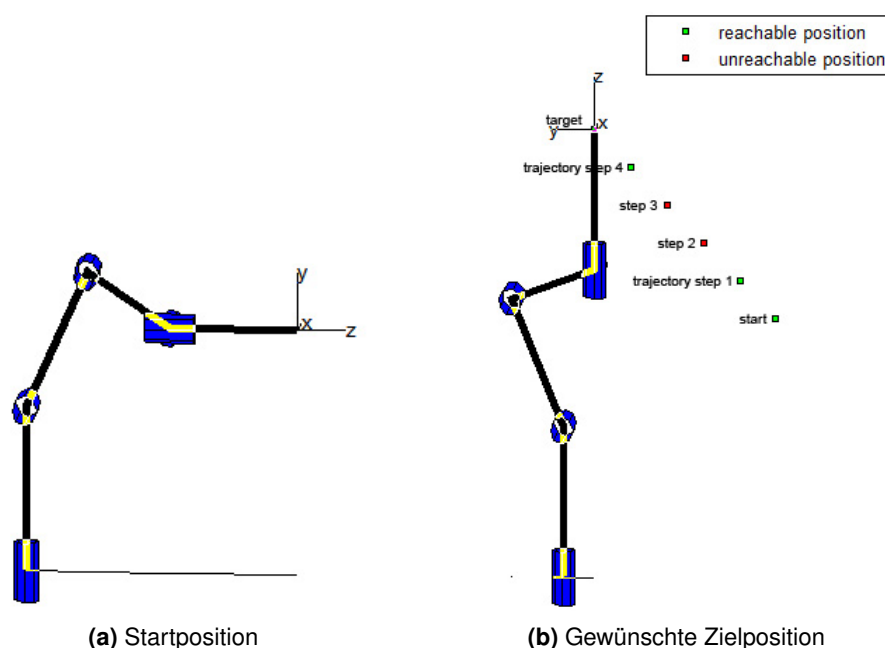 reachable position
unreachable position
z
target
x
y
trajectory step 4
step 3
step 2
trajectory step 1
start
y
x
z
(a) Startposition
(b) Gewünschte Zielposition